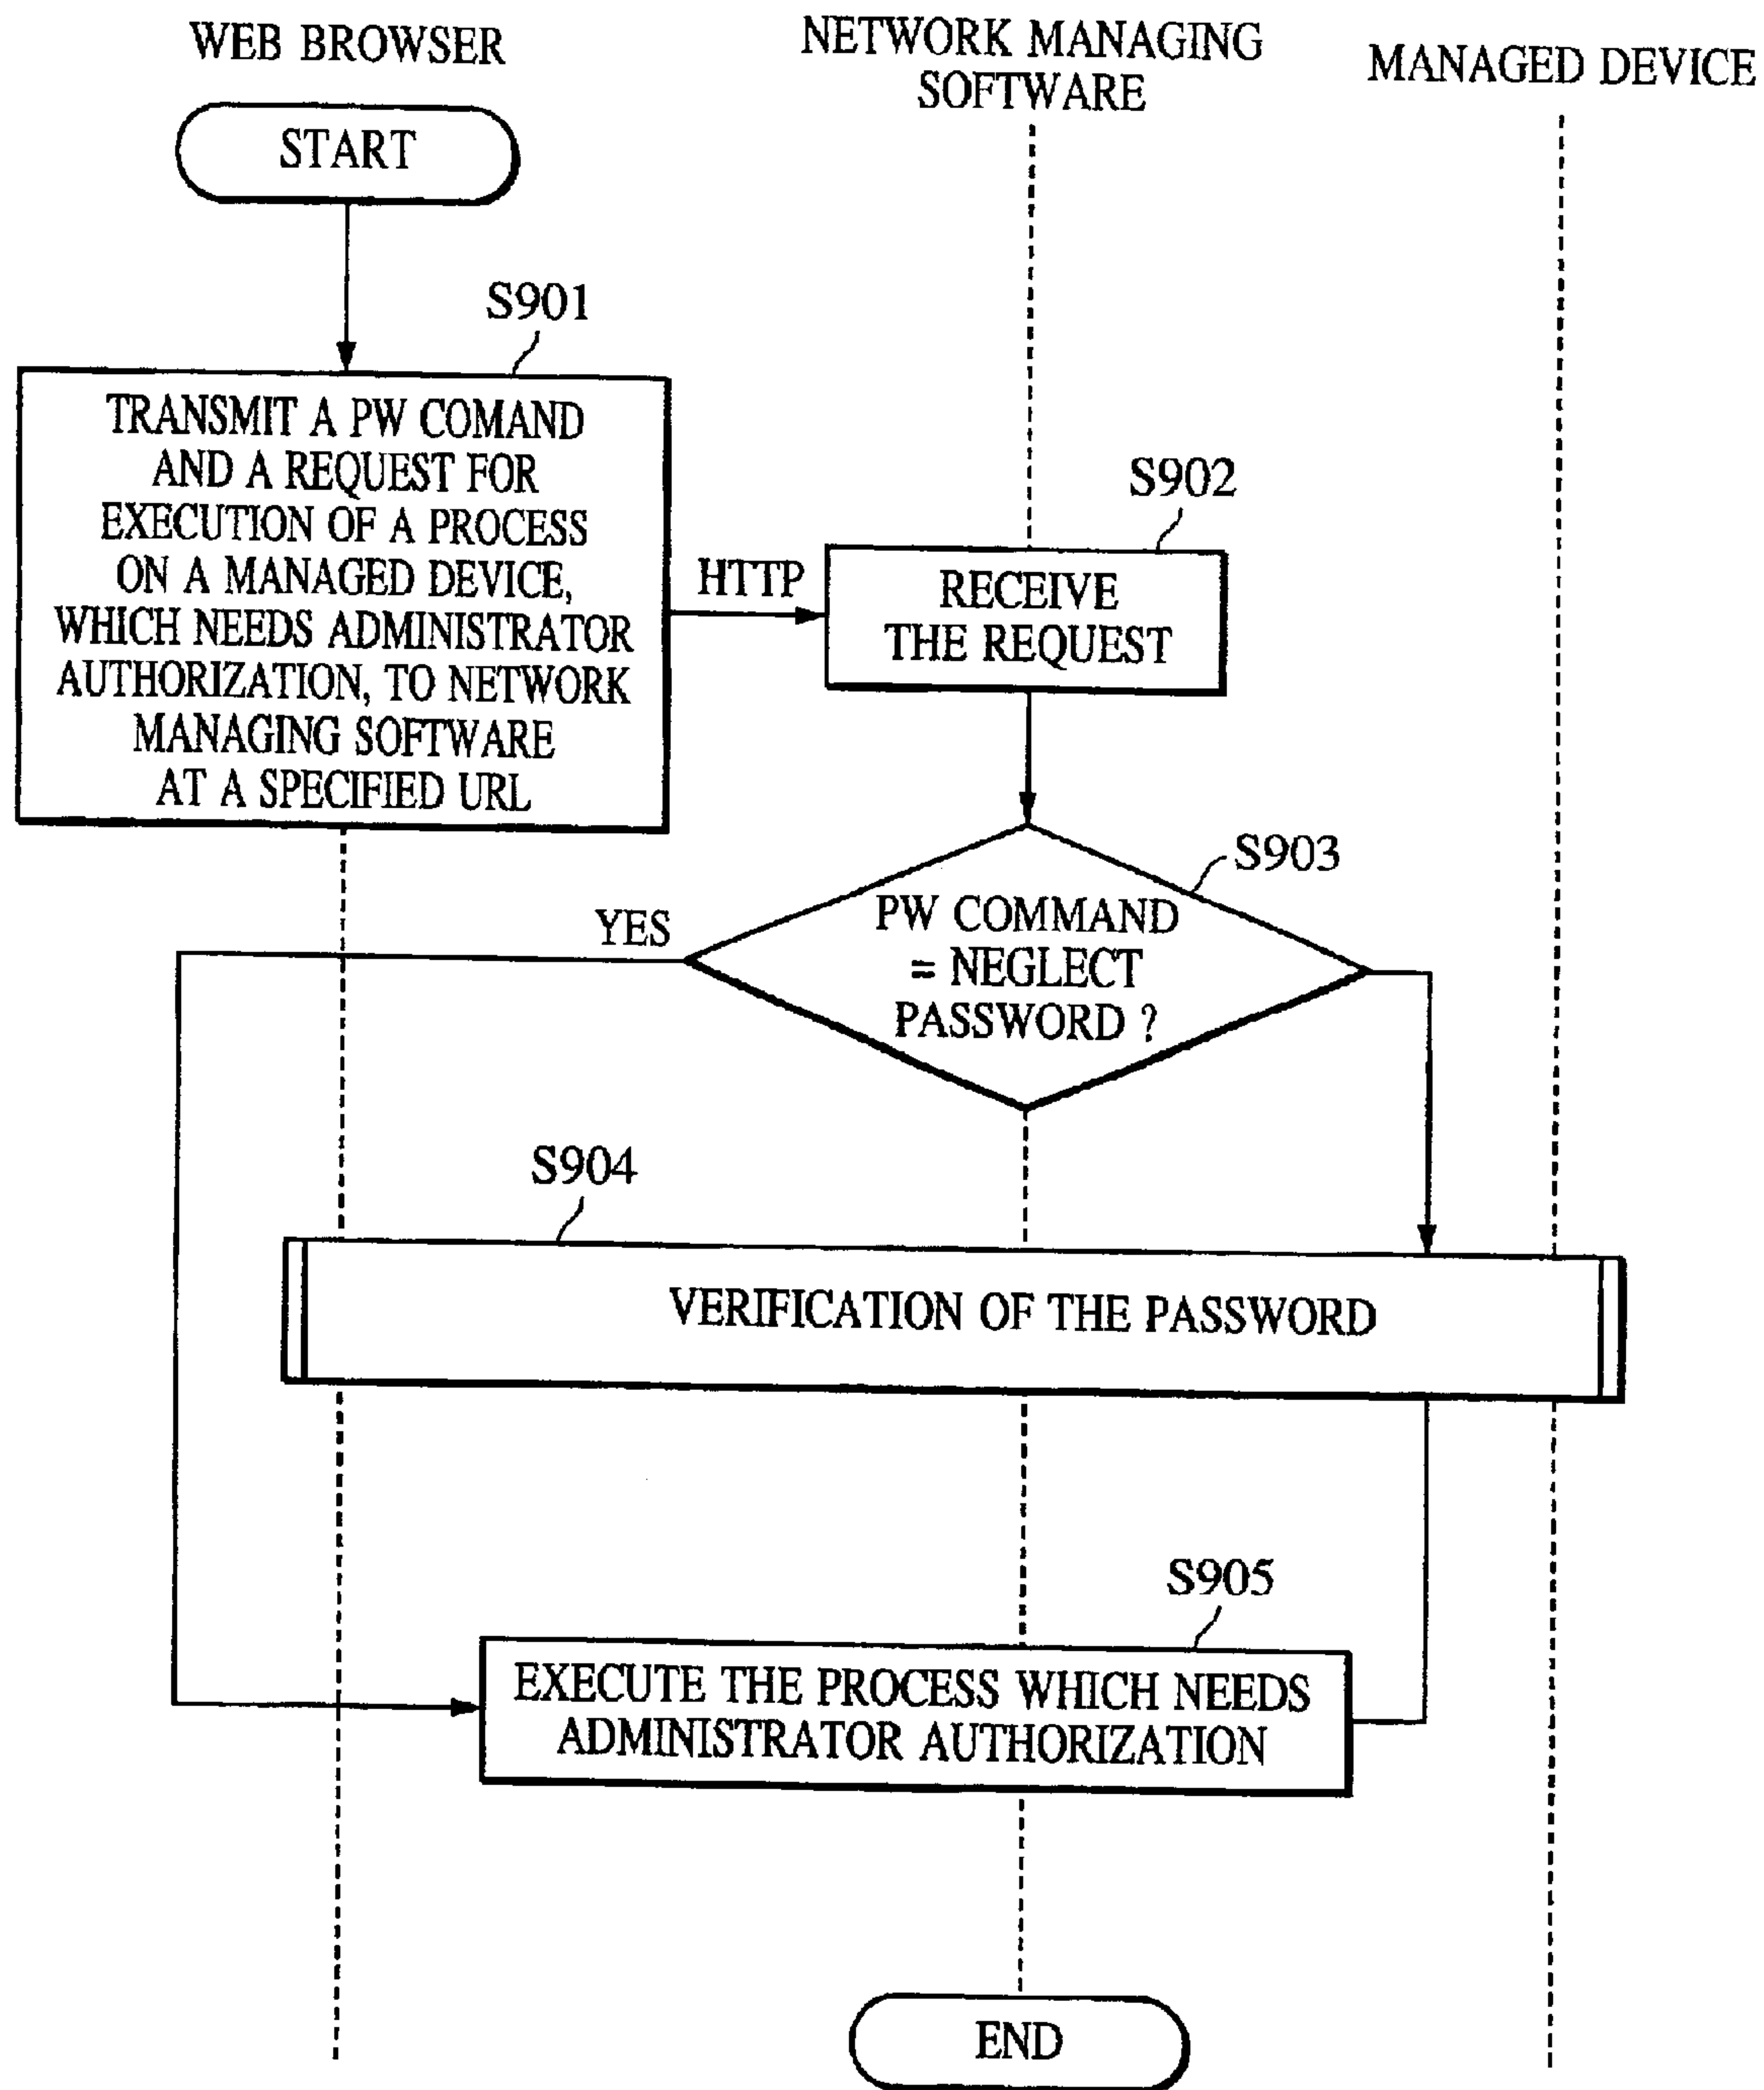 WEB BROWSER
NETWORK MANAGING
SOFTWARE
MANAGED DEVICE
START
S901
TRANSMIT A PW COMAND
AND A REQUEST FOR
EXECUTION OF A PROCESS
ON A MANAGED DEVICE,
WHICH NEEDS ADMINISTRATOR
AUTHORIZATION, TO NETWORK
MANAGING SOFTWARE
AT A SPECIFIED URL
HTTP
S902
RECEIVE
THE REQUEST
S903
PW COMMAND
= NEGLECT
PASSWORD ?
YES
S904
VERIFICATION OF THE PASSWORD
S905
EXECUTE THE PROCESS WHICH NEEDS
ADMINISTRATOR AUTHORIZATION
END